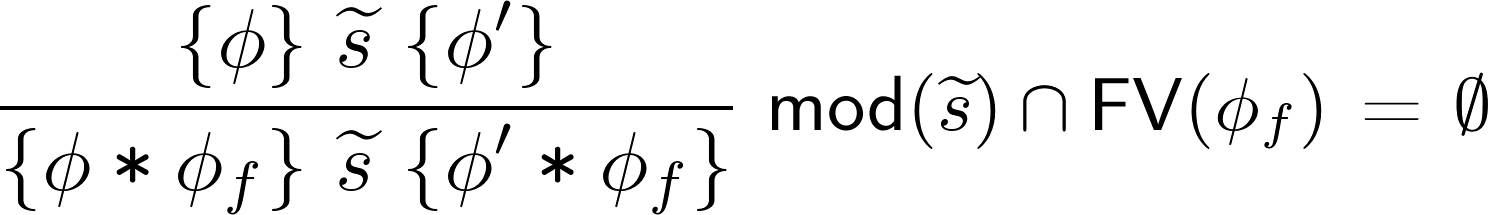 {ϕ} s̃ {ϕ′}
{ϕ * ϕ_f} s̃ {ϕ′ * ϕ_f} mod(s̃) ∩ FV(ϕ_f) = ∅